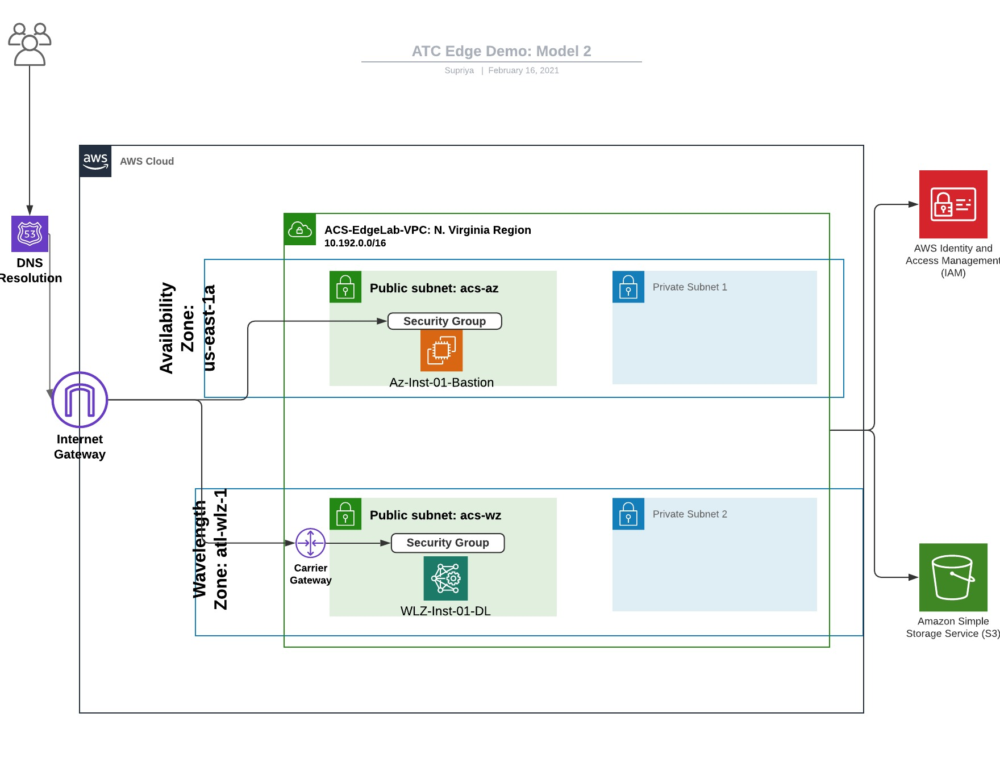 ATC Edge Demo: Model 2
Supriya | February 16, 2021
aws
AWS Cloud
53
DNS
Resolution
ACS-EdgeLab-VPC: N. Virginia Region
10.192.0.0/16
Availability
Zone:
us-east-1a
Public subnet: acs-az
Security Group
Az-Inst-01-Bastion
Private Subnet 1
AWS Identity and
Access Management
(IAM)
Internet
Gateway
Wavelength
Zone: atl-wlz-1
Public subnet: acs-wz
Security Group
Carrier
Gateway
WLZ-Inst-01-DL
Private Subnet 2
Amazon Simple
Storage Service (S3)